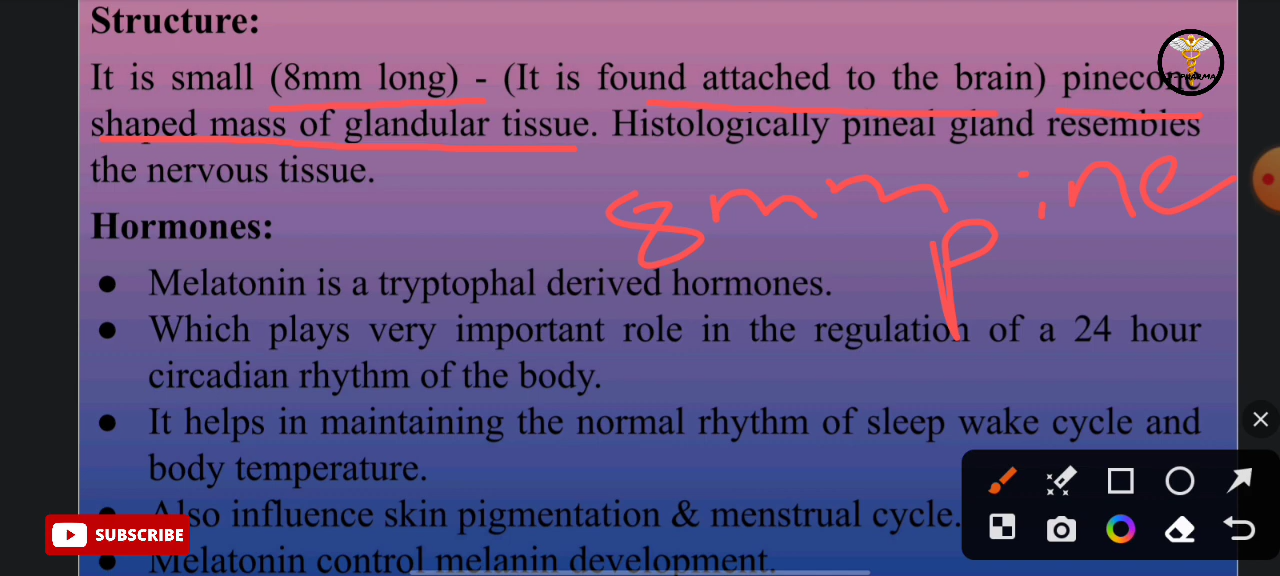 Structure:
It is small (8mm long) - (It is found attached to the brain) pinecone
shaped mass of glandular tissue. Histologically pineal gland resembles
the nervous tissue.
8mm pine
Hormones:
● Melatonin is a tryptophal derived hormones.
● Which plays very important role in the regulation of a 24 hour
circadian rhythm of the body.
● It helps in maintaining the normal rhythm of sleep wake cycle and
body temperature.
● Also influence skin pigmentation & menstrual cycle.
SUBSCRIBE
● Melatonin control melanin development.